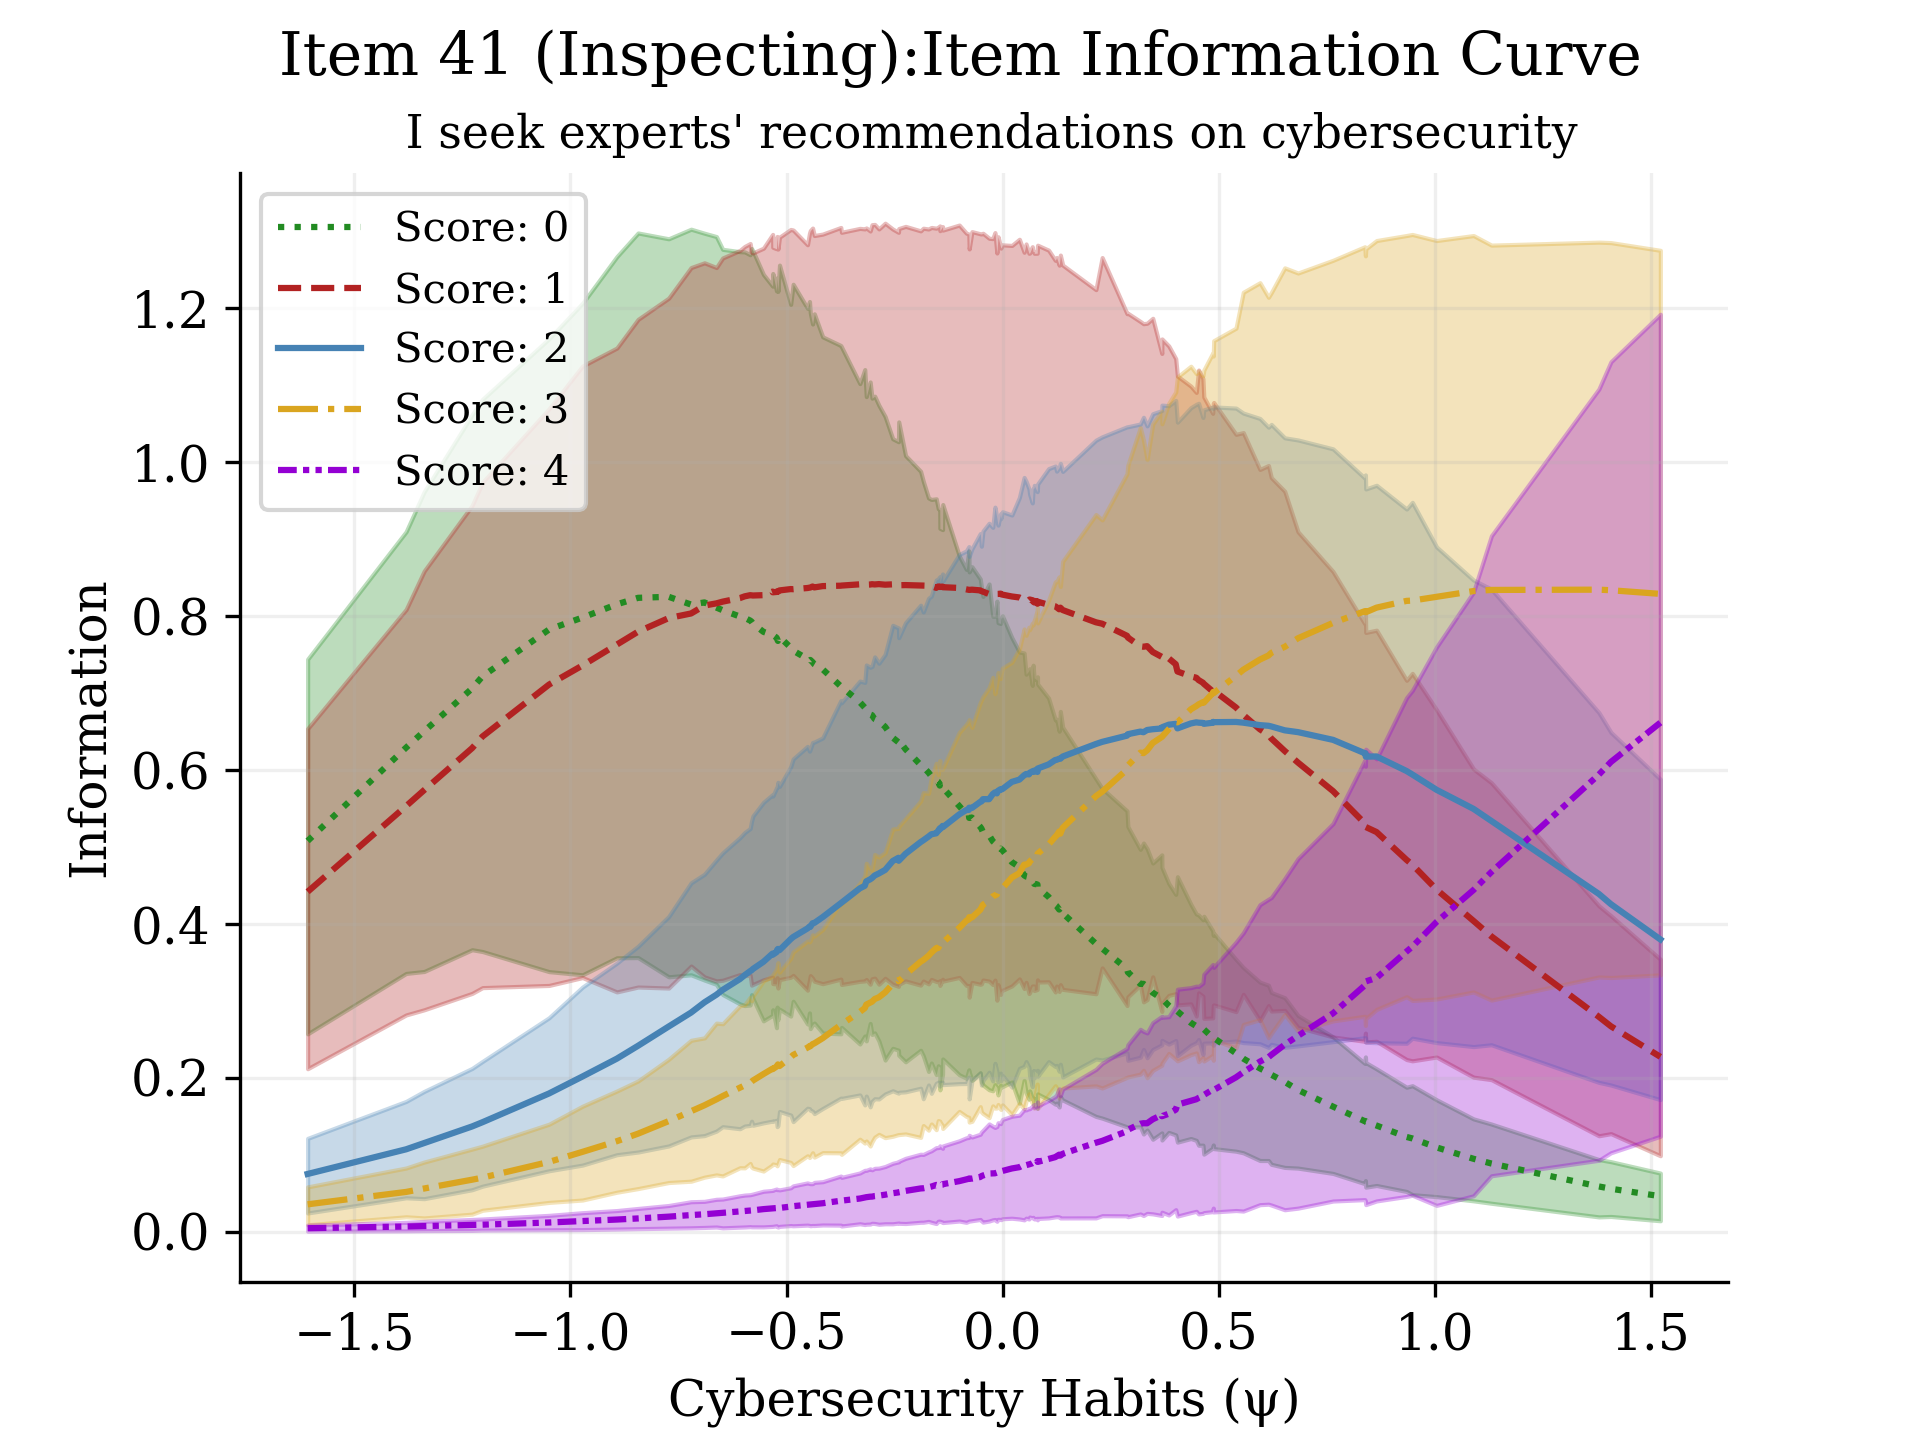 Item 41 (Inspecting):Item Information Curve
I seek experts' recommendations on cybersecurity
Score: 0
Score: 1
Score: 2
Score: 3
Score: 4
Information
1.2
1.0
0.8
0.6
0.4
0.2
0.0
−1.5 −1.0 −0.5 0.0 0.5 1.0 1.5
Cybersecurity Habits (ψ)